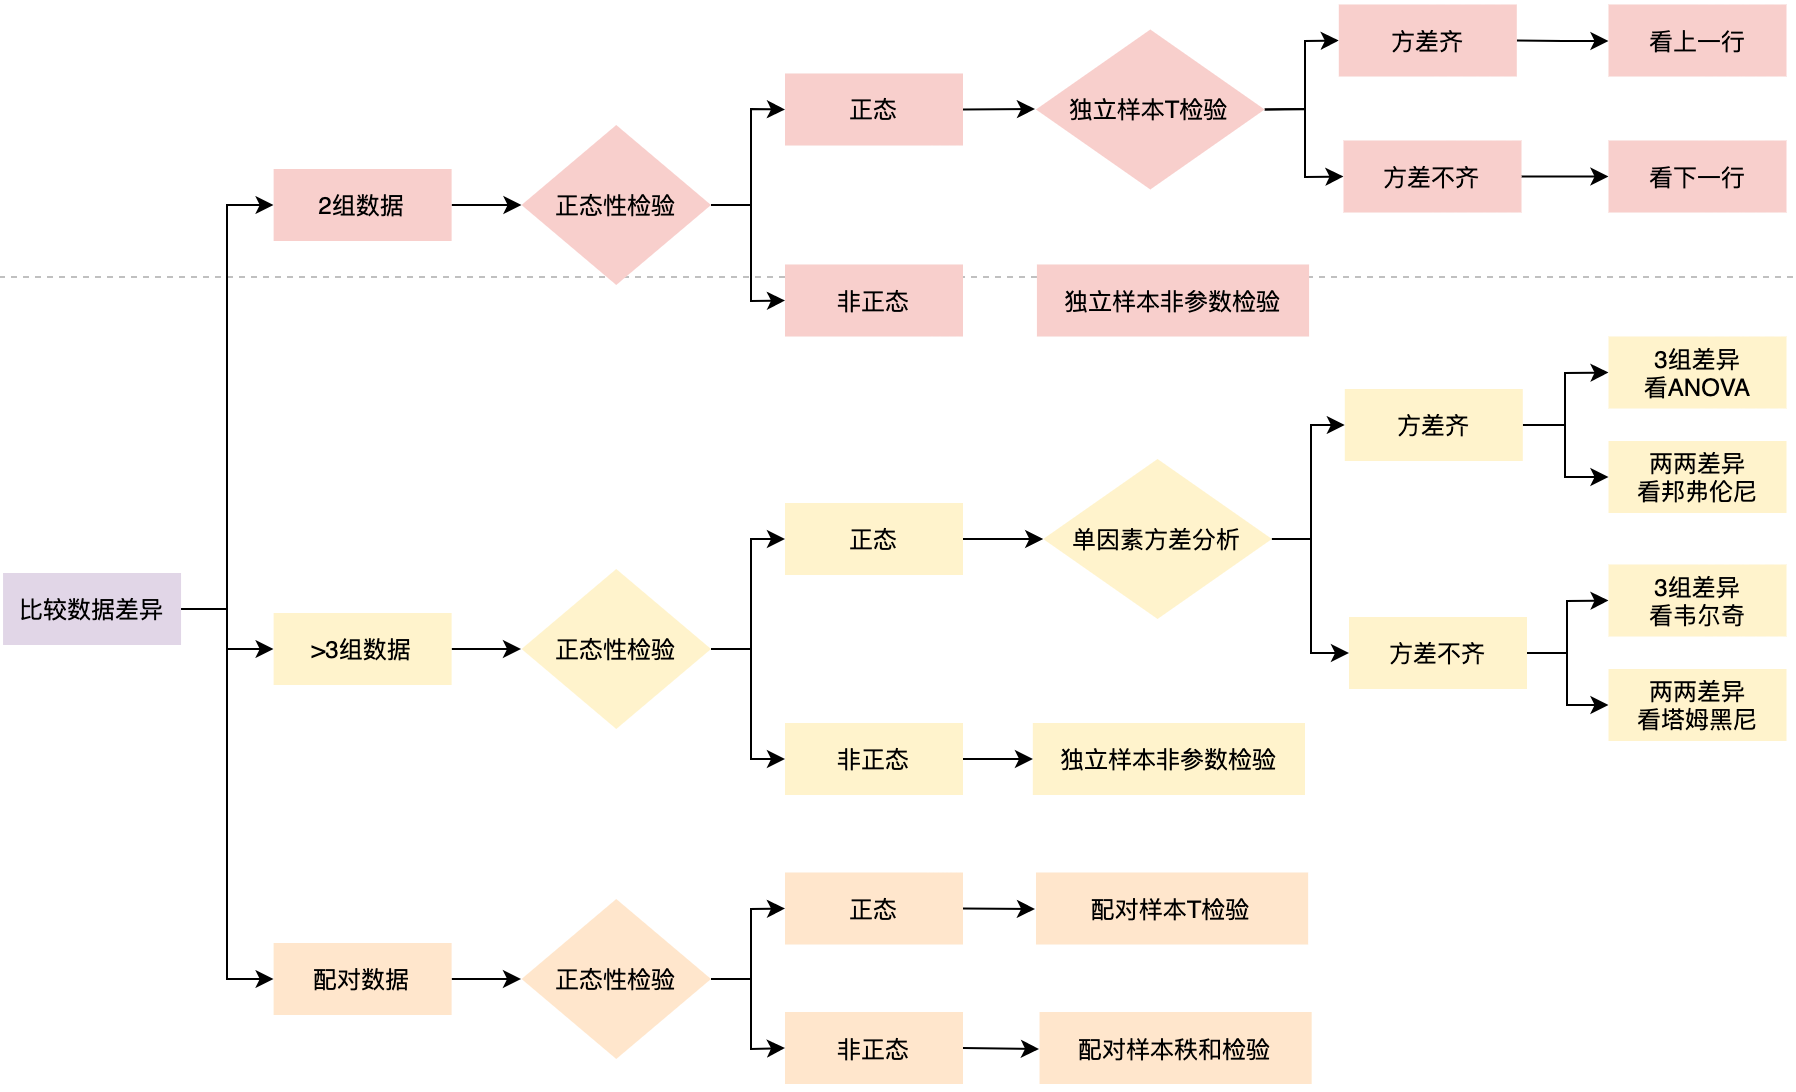 比较数据差异
2组数据
正态性检验
正态
独立样本T检验
方差齐
看上一行
方差不齐
看下一行
非正态
独立样本非参数检验
>3组数据
正态性检验
正态
单因素方差分析
方差齐
3组差异
看ANOVA
两两差异
看邦弗伦尼
方差不齐
3组差异
看韦尔奇
两两差异
看塔姆黑尼
非正态
独立样本非参数检验
配对数据
正态性检验
正态
配对样本T检验
非正态
配对样本秩和检验